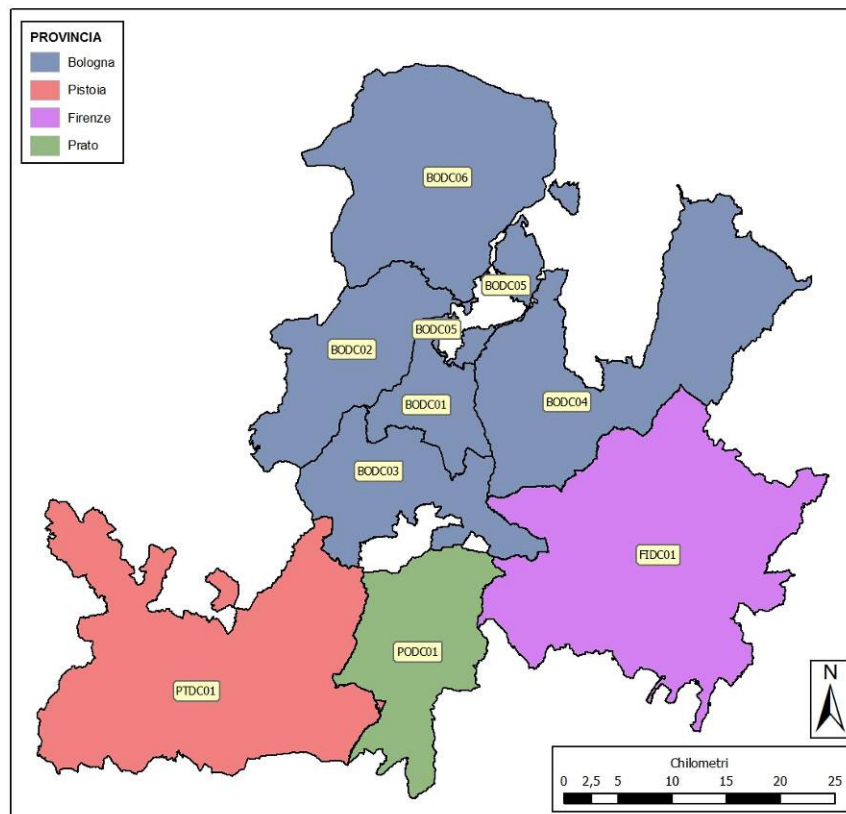 PROVINCIA
Bologna
Pistoia
Firenze
Prato
BODC06
BODC05
BODC05
BODC02
BODC01
BODC04
BODC03
FIDC01
PODC01
PTDC01
N
Chilometri
0 2,5 5 10 15 20 25